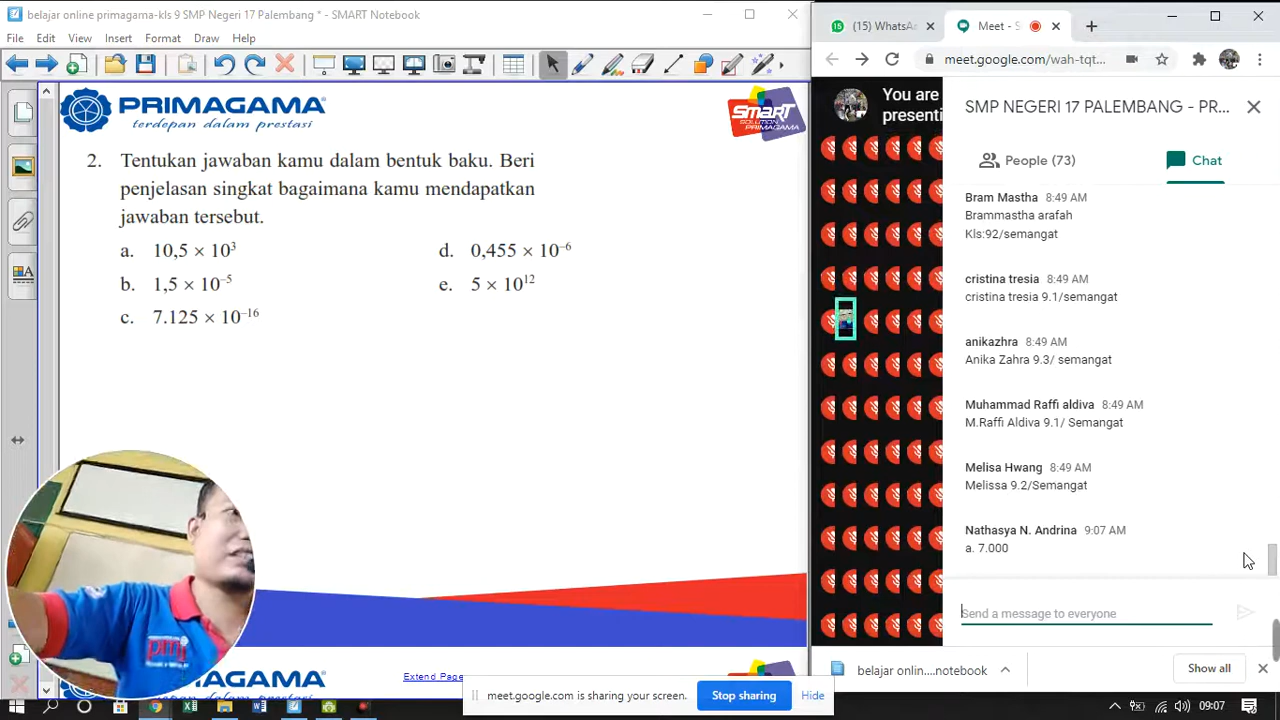 belajar online primagama-kls 9 SMP Negeri 17 Palembang * - SMART Notebook
File Edit View Insert Format Draw Help
PRIMAGAMA
terdepan dalam prestasi
SMART
SOLUTION
PRIMAGAMA
2. Tentukan jawaban kamu dalam bentuk baku. Beri
penjelasan singkat bagaimana kamu mendapatkan
jawaban tersebut.
a. 10,5 × 10³
b. 1,5 × 10⁻⁵
c. 7.125 × 10⁻¹⁶
d. 0,455 × 10⁻⁶
e. 5 × 10¹²
Extend Page
(15) WhatsA
Meet - S
meet.google.com/wah-tqt...
You are
presenti
SMP NEGERI 17 PALEMBANG - PR...
People (73)
Chat
Bram Mastha 8:49 AM
Brammastha arafah
Kls:92/semangat
cristina tresia 8:49 AM
cristina tresia 9.1/semangat
anikazhra 8:49 AM
Anika Zahra 9.3/ semangat
Muhammad Raffi aldiva 8:49 AM
M.Raffi Aldiva 9.1/ Semangat
Melisa Hwang 8:49 AM
Melissa 9.2/Semangat
Nathasya N. Andrina 9:07 AM
a. 7.000
Send a message to everyone
belajar onlin....notebook
Show all
meet.google.com is sharing your screen.
Stop sharing
Hide
09:07